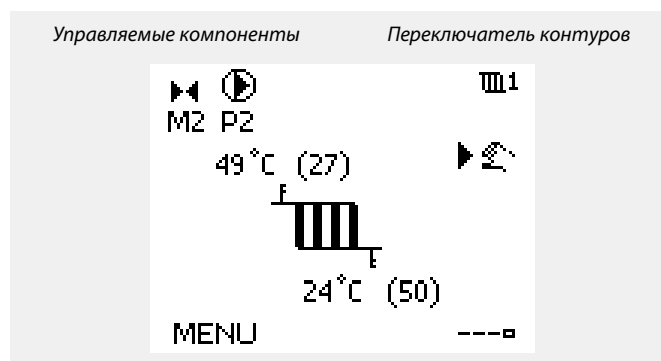 Управляемые компоненты Переключатель контуров
1
M2 P2
49°C (27)
24°C (50)
MENU ---